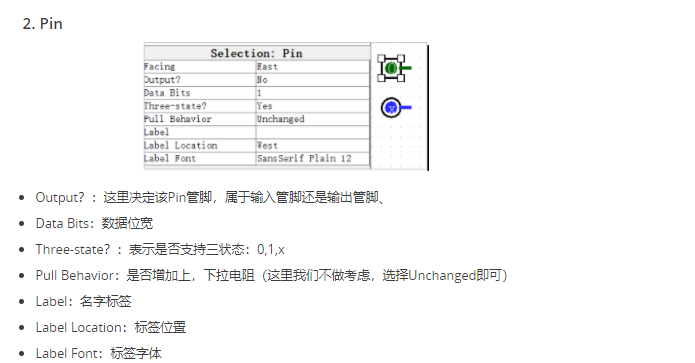 2. Pin
Selection: Pin
Facing East
Output? No
Data Bits 1
Three-state? Yes
Pull Behavior Unchanged
Label
Label Location West
Label Font SansSerif Plain 12
x
Output? ：这里决定该Pin管脚，属于输入管脚还是输出管脚、
Data Bits：数据位宽
Three-state? ：表示是否支持三状态：0,1,x
Pull Behavior：是否增加上，下拉电阻（这里我们不做考虑，选择Unchanged即可）
Label：名字标签
Label Location：标签位置
Label Font：标签字体